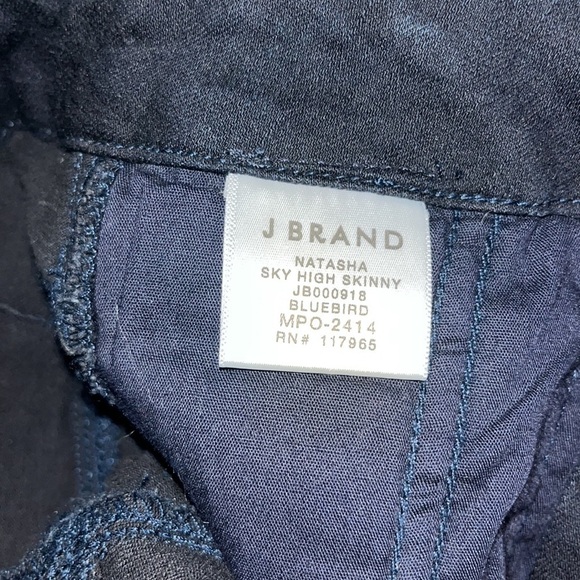 J BRAND
NATASHA
SKY HIGH SKINNY
JB000918
BLUEBIRD
MPO-2414
RN# 117965